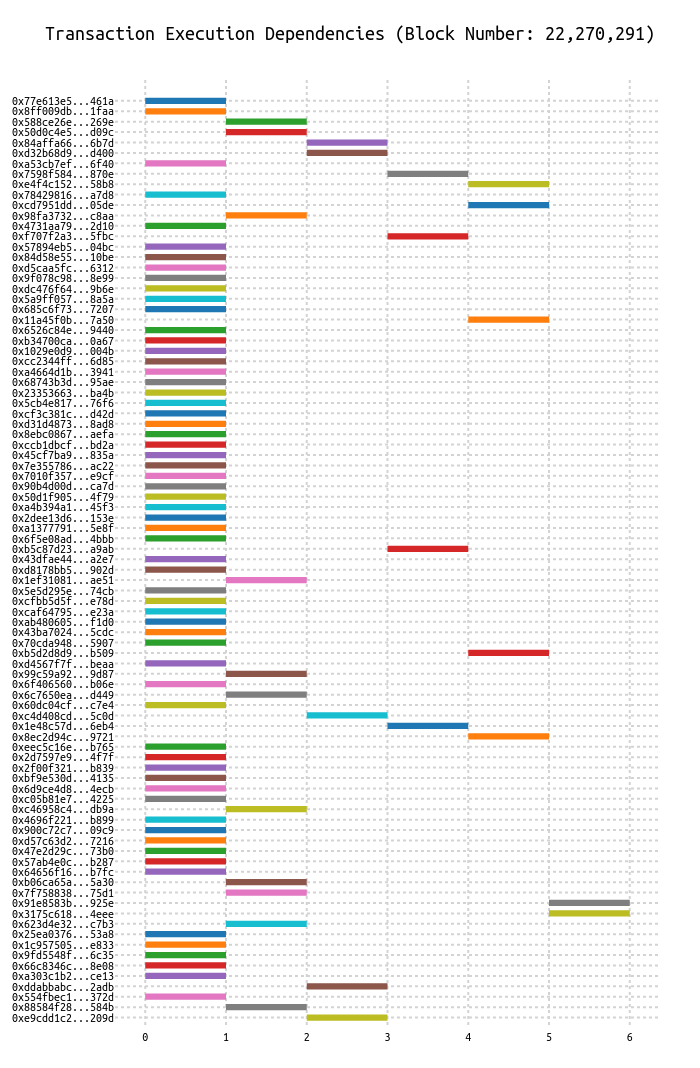 Transaction Execution Dependencies (Block Number: 22,270,291)
0x77e613e5...461a
0x8ff009db...1faa
0x588ce26e...269e
0x50d0c4e5...d09c
0x84affa66...6b7d
0xd32b68d9...d400
0xa53cb7ef...6f40
0x7598f584...870e
0xe4f4c152...58b8
0x78429816...a7d8
0xcd7951dd...05de
0x98fa3732...c8aa
0x4731aa79...2d10
0xf707f2a3...5fbc
0x57894eb5...04bc
0x84d58e55...10be
0xd5caa5fc...6312
0x9f078c98...8e99
0xdc476f64...9b6e
0x5a9ff057...8a5a
0x685c6f73...7207
0x11a45f0b...7a50
0x6526c84e...9440
0xb34700ca...0a67
0x1029e0d9...004b
0xcc2344ff...6d85
0xa4664d1b...3941
0x68743b3d...95ae
0x23353663...ba4b
0x5cb4e817...76f6
0xcf3c381c...d42d
0xd31d4873...8ad8
0x8ebc0867...aefa
0xccb1dbcf...bd2a
0x45cf7ba9...835a
0x7e355786...ac22
0x7010f357...e9cf
0x90b4d00d...ca7d
0x50d1f905...4f79
0xa4b394a1...45f3
0x2dee13d6...153e
0xa1377791...5e8f
0x6f5e08ad...4bbb
0xb5c87d23...a9ab
0x43dfae44...a2e7
0xd8178bb5...902d
0x1ef31081...ae51
0x5e5d295e...74cb
0xcfbb5d5f...e78d
0xcaf64795...e23a
0xab480605...f1d0
0x43ba7024...5cdc
0x70cda948...5907
0xb5d2d8d9...b509
0xd4567f7f...beaa
0x99c59a92...9d87
0x6f406560...b06e
0x6c7650ea...d449
0x60dc04cf...c7e4
0xc4d408cd...5c0d
0x1e48c57d...6eb4
0x8ec2d94c...9721
0xeec5c16e...b765
0x2d7597e9...4f7f
0x2f00f321...b839
0xbf9e530d...4135
0x6d9ce4d8...4ecb
0xc05b81e7...4225
0xc46958c4...db9a
0x4696f221...b899
0x900c72c7...09c9
0xd57c63d2...7216
0x47e2d29c...73b0
0x57ab4e0c...b287
0x64656f16...b7fc
0xb06ca65a...5a30
0x7f758838...75d1
0x91e8583b...925e
0x3175c618...4eee
0x623d4e32...c7b3
0x25ea0376...53a8
0x1c957505...e833
0x9fd5548f...6c35
0x66c8346c...8e08
0xa303c1b2...ce13
0xddabbabc...2adb
0x554fbec1...372d
0x88584f28...584b
0xe9cdd1c2...209d
0 1 2 3 4 5 6